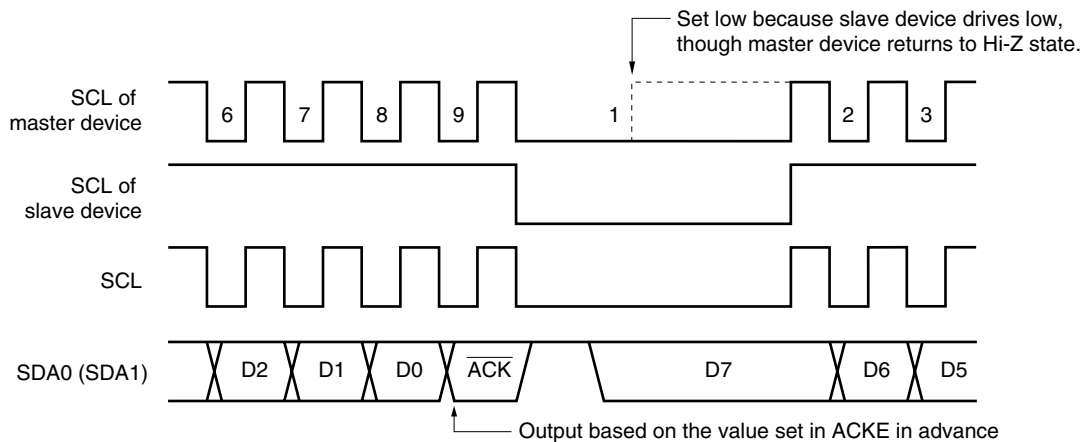 Set low because slave device drives low,
though master device returns to Hi-Z state.
SCL of
master device
6 7 8 9 1 2 3
SCL of
slave device
SCL
SDA0 (SDA1)
D2 D1 D0 ACK D7 D6 D5
Output based on the value set in ACKE in advance